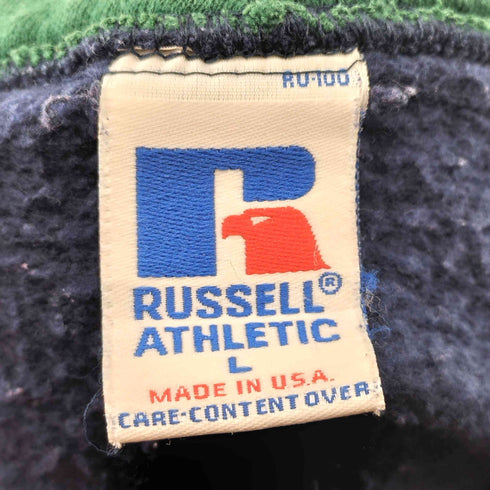 RU-100
R
RUSSELL®
ATHLETIC
L
MADE IN U.S.A.
CARE-CONTENT OVER